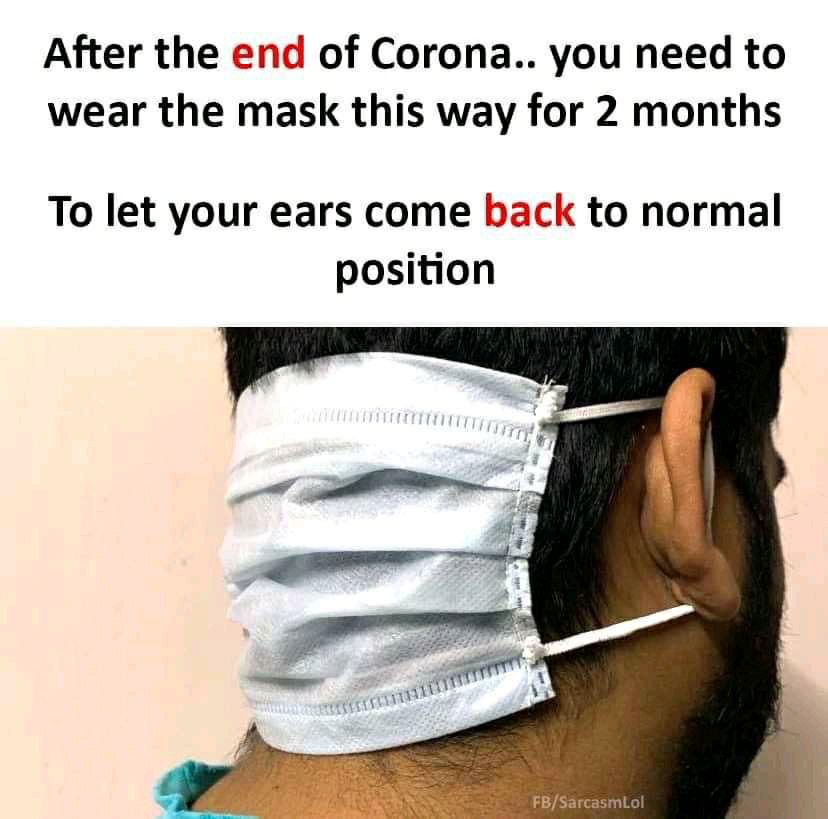 After the end of Corona.. you need to
wear the mask this way for 2 months
To let your ears come back to normal
position
FB/SarcasmLol